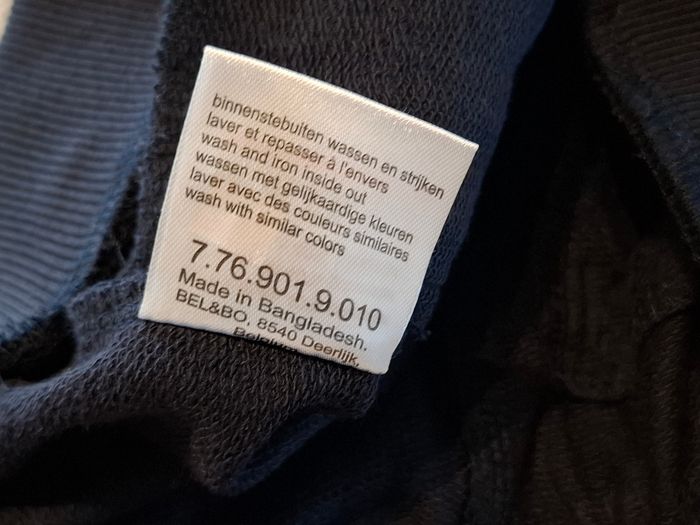 binnenstebuiten wassen en strijken
laver et repasser à l'envers
wash and iron inside out
wassen met gelijkaardige kleuren
laver avec des couleurs similaires
wash with similar colors
7.76.901.9.010
Made in Bangladesh.
BEL&BO, 8540 Deerlijk,